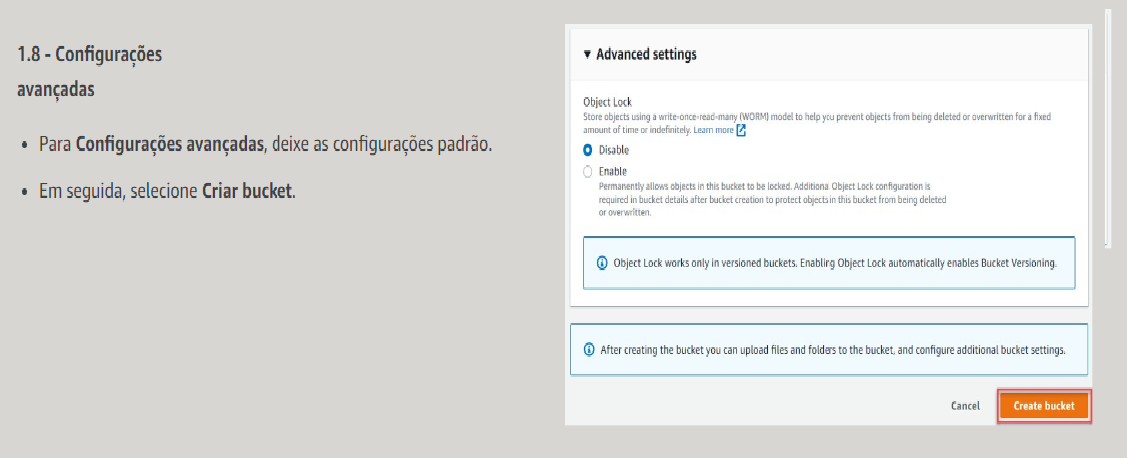 1.8 - Configurações
avançadas
• Para Configurações avançadas, deixe as configurações padrão.
• Em seguida, selecione Criar bucket.
▼ Advanced settings
Object Lock
Store objects using a write-once-read-many (WORM) model to help you prevent objects from being deleted or overwritten for a fixed
amount of time or indefinitely. Learn more
Disable
Enable
Permanently allows objects in this bucket to be locked. Additional Object Lock configuration is
required in bucket details after bucket creation to protect objects in this bucket from being deleted
or overwritten.
Object Lock works only in versioned buckets. Enabling Object Lock automatically enables Bucket Versioning.
After creating the bucket you can upload files and folders to the bucket, and configure additional bucket settings.
Cancel Create bucket